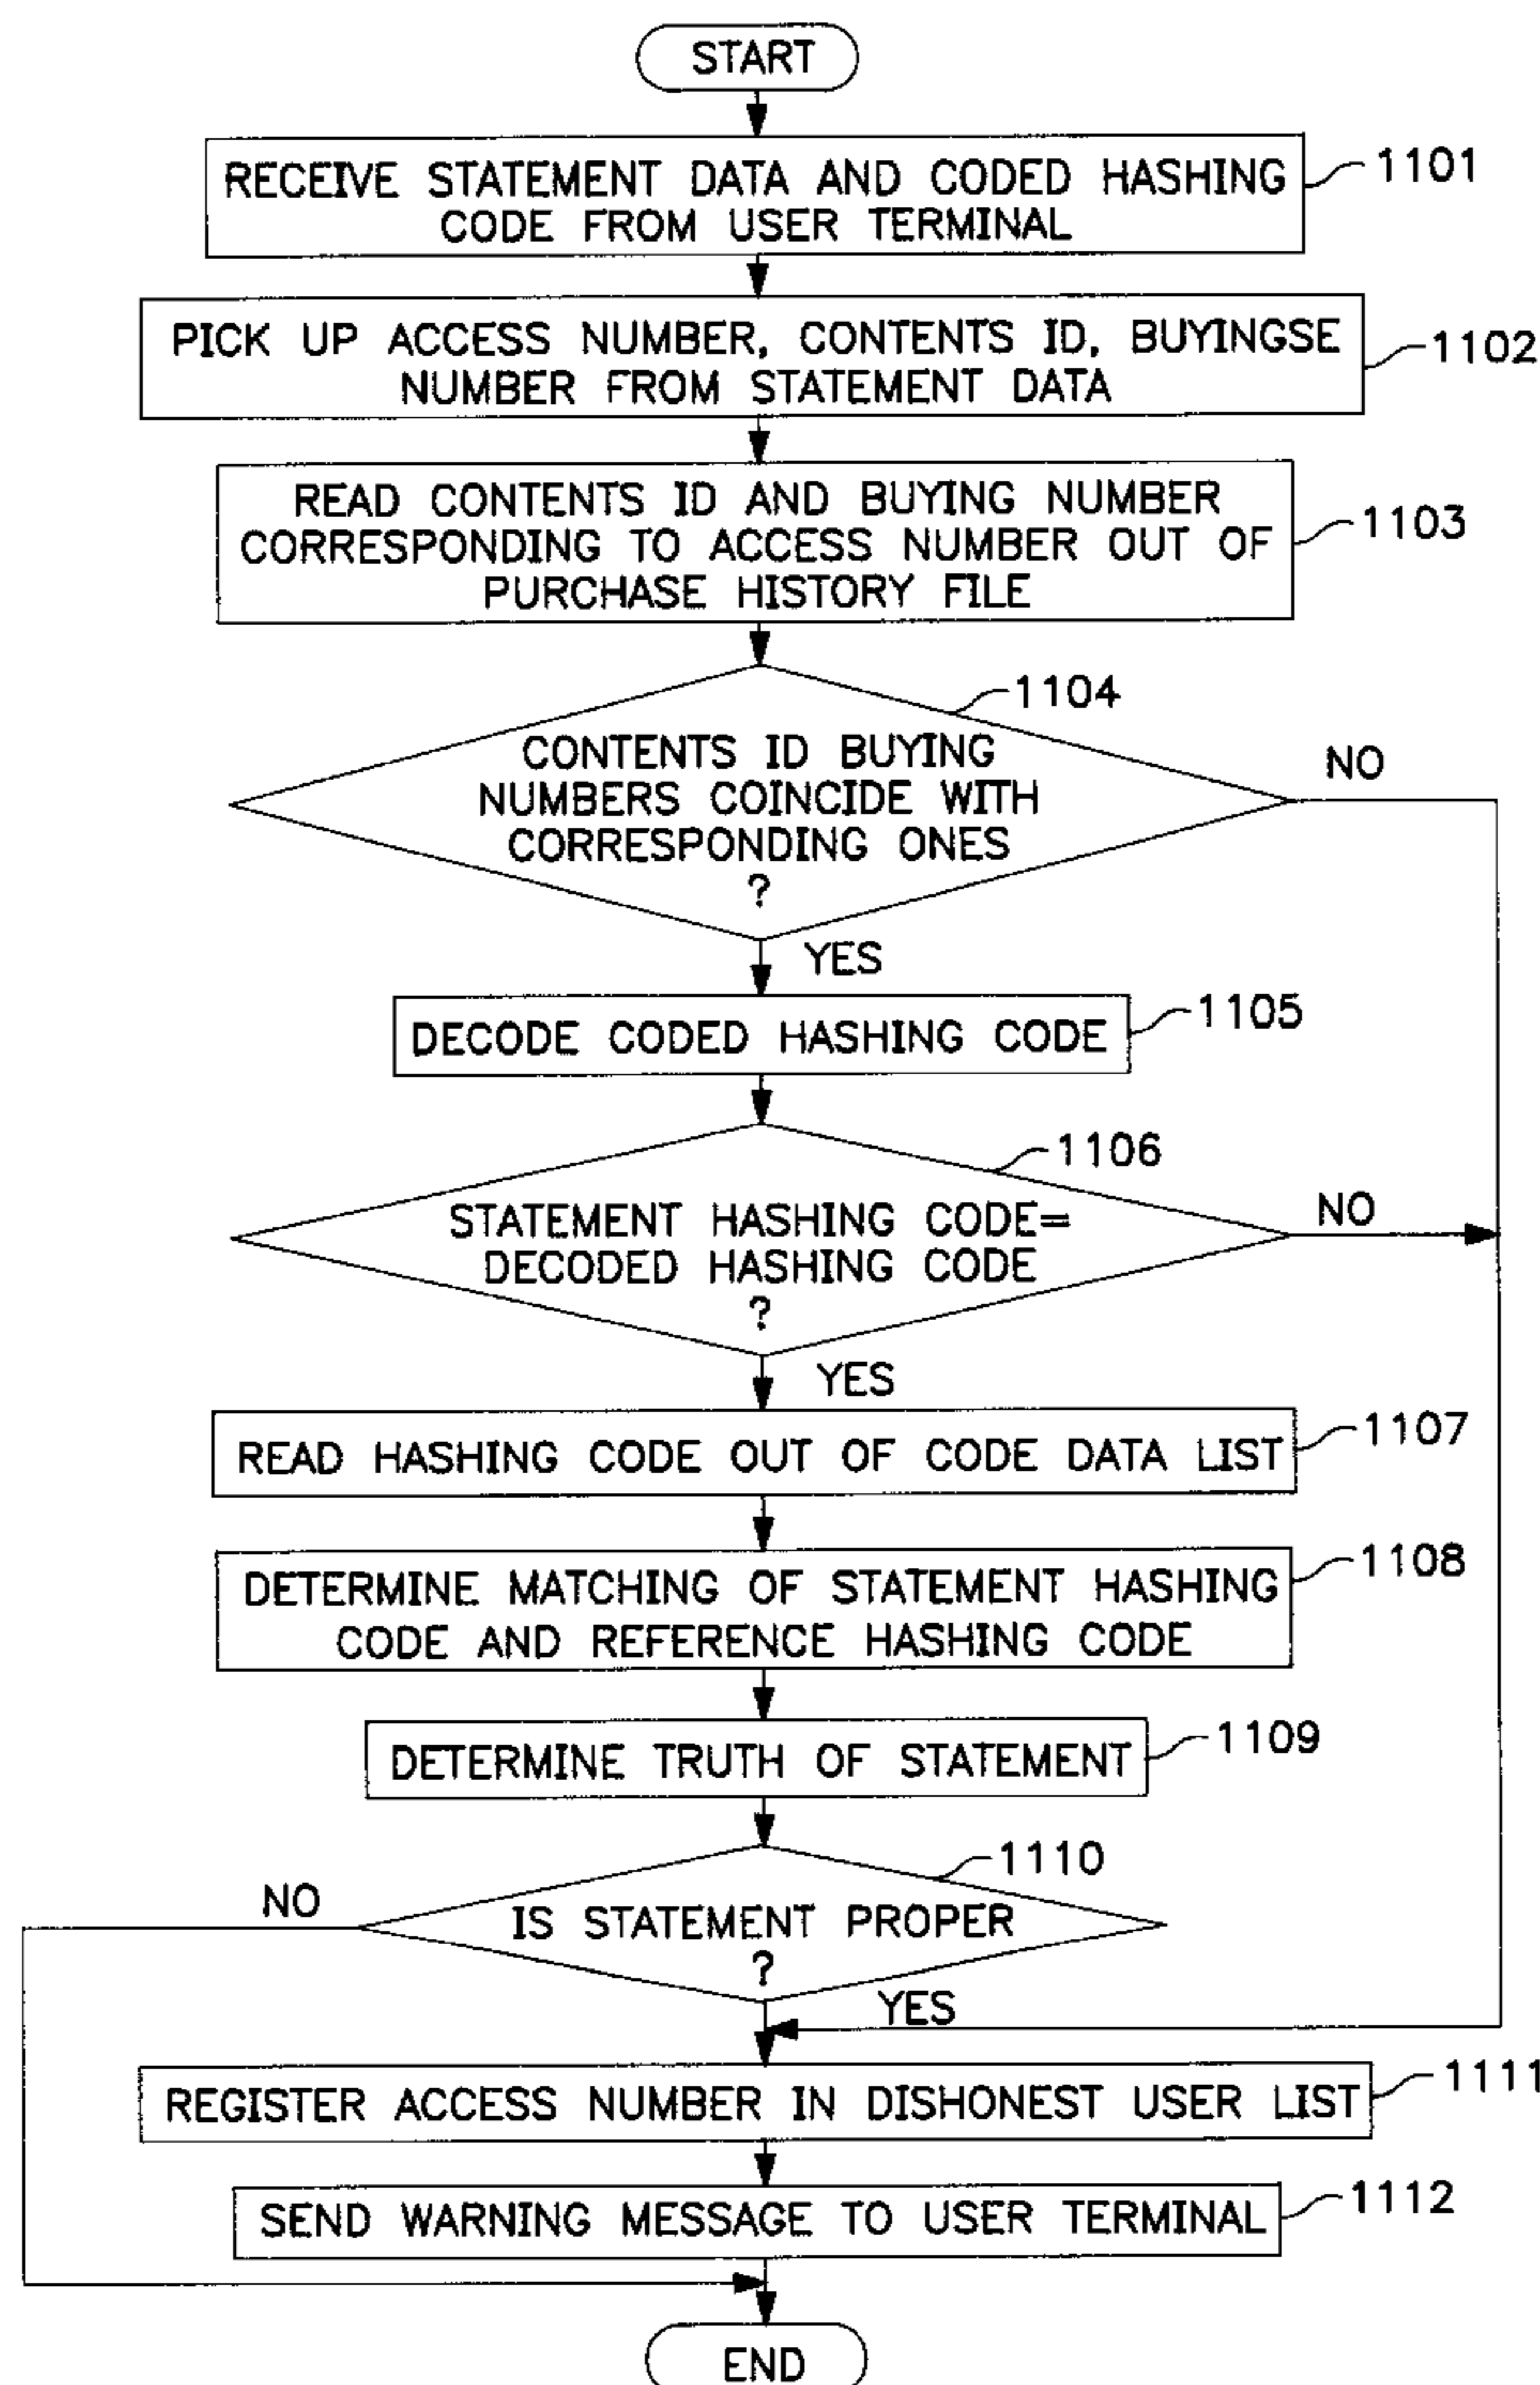 START
RECEIVE STATEMENT DATA AND CODED HASHING
CODE FROM USER TERMINAL
1101
PICK UP ACCESS NUMBER, CONTENTS ID, BUYINGSE
NUMBER FROM STATEMENT DATA
1102
READ CONTENTS ID AND BUYING NUMBER
CORRESPONDING TO ACCESS NUMBER OUT OF
PURCHASE HISTORY FILE
1103
1104
CONTENTS ID BUYING
NUMBERS COINCIDE WITH
CORRESPONDING ONES
?
NO
YES
DECODE CODED HASHING CODE
1105
1106
STATEMENT HASHING CODE=
DECODED HASHING CODE
?
NO
YES
READ HASHING CODE OUT OF CODE DATA LIST
1107
DETERMINE MATCHING OF STATEMENT HASHING
CODE AND REFERENCE HASHING CODE
1108
DETERMINE TRUTH OF STATEMENT
1109
1110
NO
IS STATEMENT PROPER
?
YES
REGISTER ACCESS NUMBER IN DISHONEST USER LIST
1111
SEND WARNING MESSAGE TO USER TERMINAL
1112
END